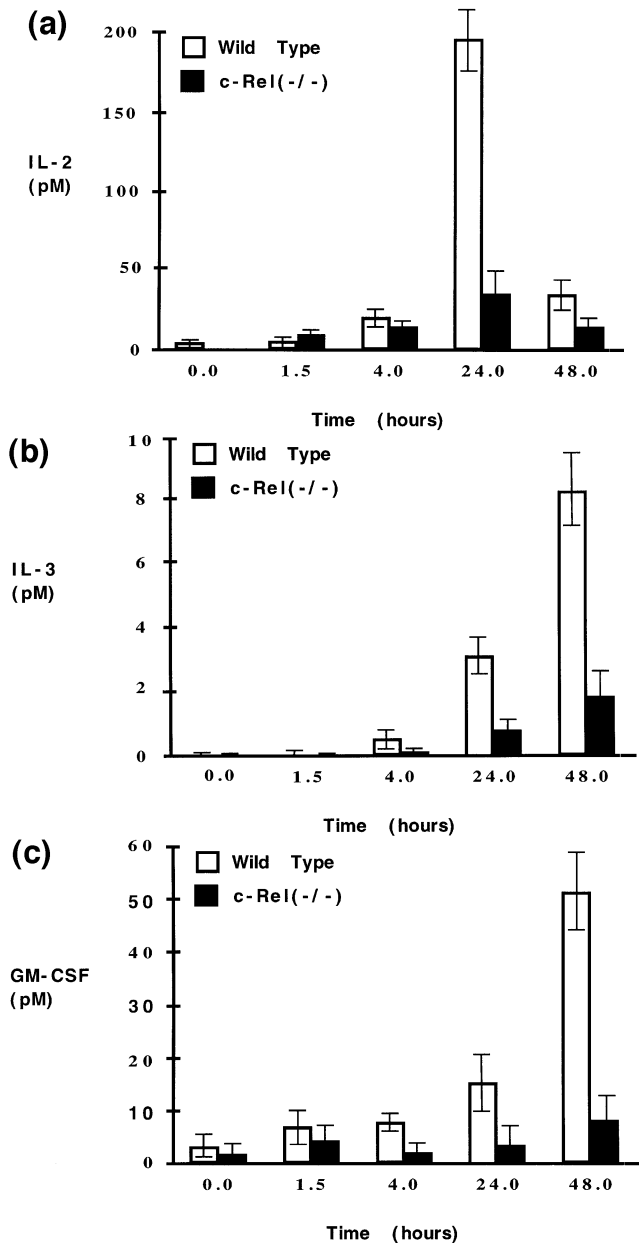 (a)
200
Wild Type
c-Rel(-/-)
150
IL-2
(pM)
100
50
0
0.0 1.5 4.0 24.0 48.0
Time (hours)
(b)
10
Wild Type
c-Rel(-/-)
8
IL-3
(pM)
6
4
2
0
0.0 1.5 4.0 24.0 48.0
Time (hours)
(c)
60
Wild Type
c-Rel(-/-)
50
40
GM-CSF
(pM)
30
20
10
0
0.0 1.5 4.0 24.0 48.0
Time (hours)